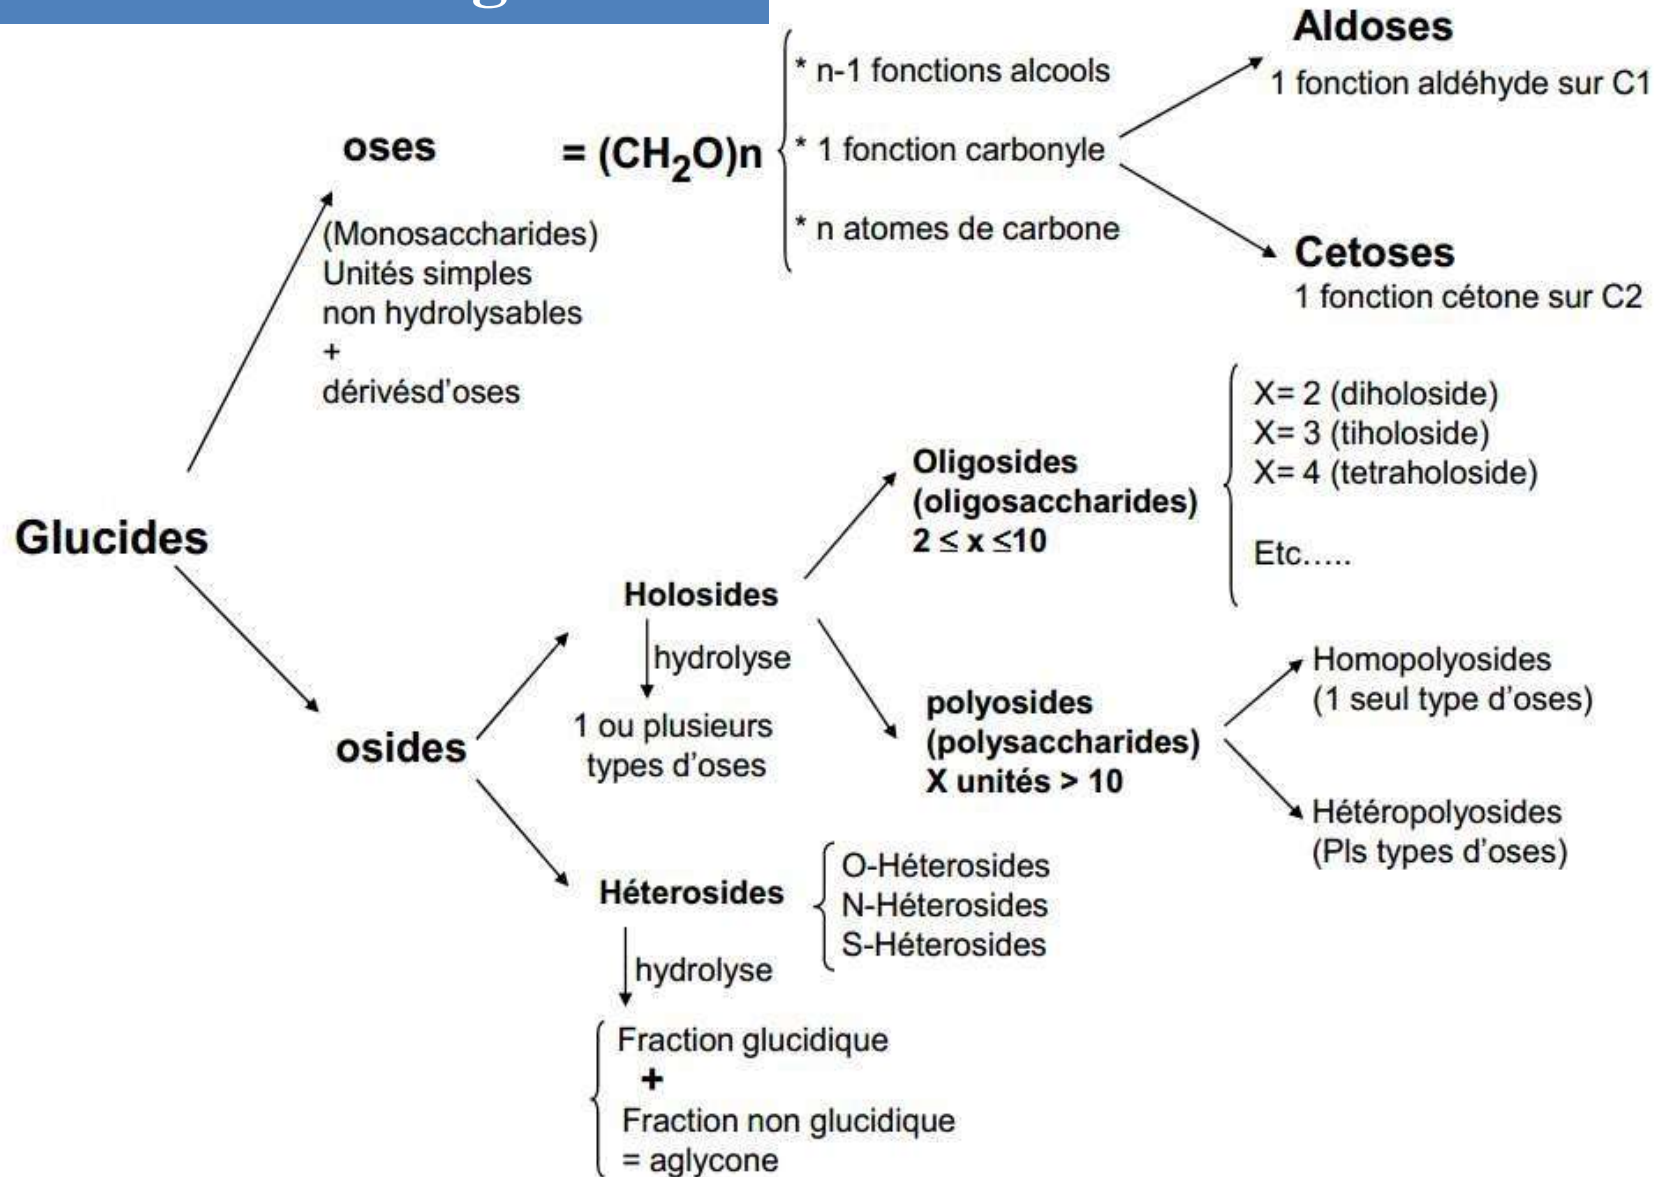 Aldoses
1 fonction aldéhyde sur C1
* n-1 fonctions alcools
oses = (CH₂O)n
* 1 fonction carbonyle
* n atomes de carbone
(Monosaccharides)
Unités simples
non hydrolysables
+
dérivésd’oses
Cetoses
1 fonction cétone sur C2
Glucides
Oligosides
(oligosaccharides)
2 ≤ x ≤10
X= 2 (diholoside)
X= 3 (tiholoside)
X= 4 (tetraholoside)
Etc.....
Holosides
hydrolyse
1 ou plusieurs
types d’oses
osides
polyosides
(polysaccharides)
X unités > 10
Homopolyosides
(1 seul type d’oses)
Hétéropolyosides
(Pls types d’oses)
Héterosides
O-Héterosides
N-Héterosides
S-Héterosides
hydrolyse
Fraction glucidique
+
Fraction non glucidique
= aglycone